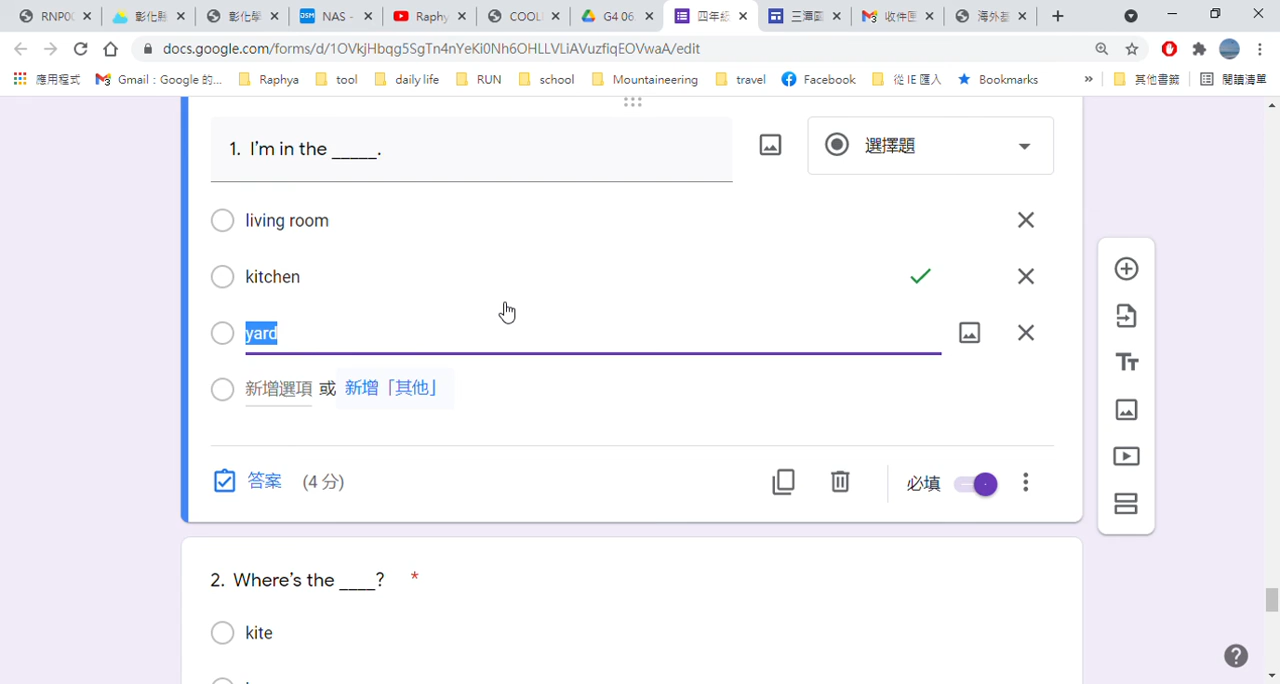 RNP0
彰化縣
彰化學
NAS -
Raphy
COOL
G4 06
四年級
三潭國
收件匣
海外
docs.google.com/forms/d/1OVkjHbqg5SgTn4nYeKi0Nh6OHLLVLiAVuzfiqEOVwaA/edit
應用程式
Gmail：Google 的...
Raphya
tool
daily life
RUN
school
Mountaineering
travel
Facebook
從 IE 匯入
Bookmarks
»
其他書籤
閱讀清單
1. I’m in the _____.
選擇題
living room
kitchen
yard
新增選項 或 新增「其他」
答案 (4 分)
必填
2. Where’s the ____? *
kite